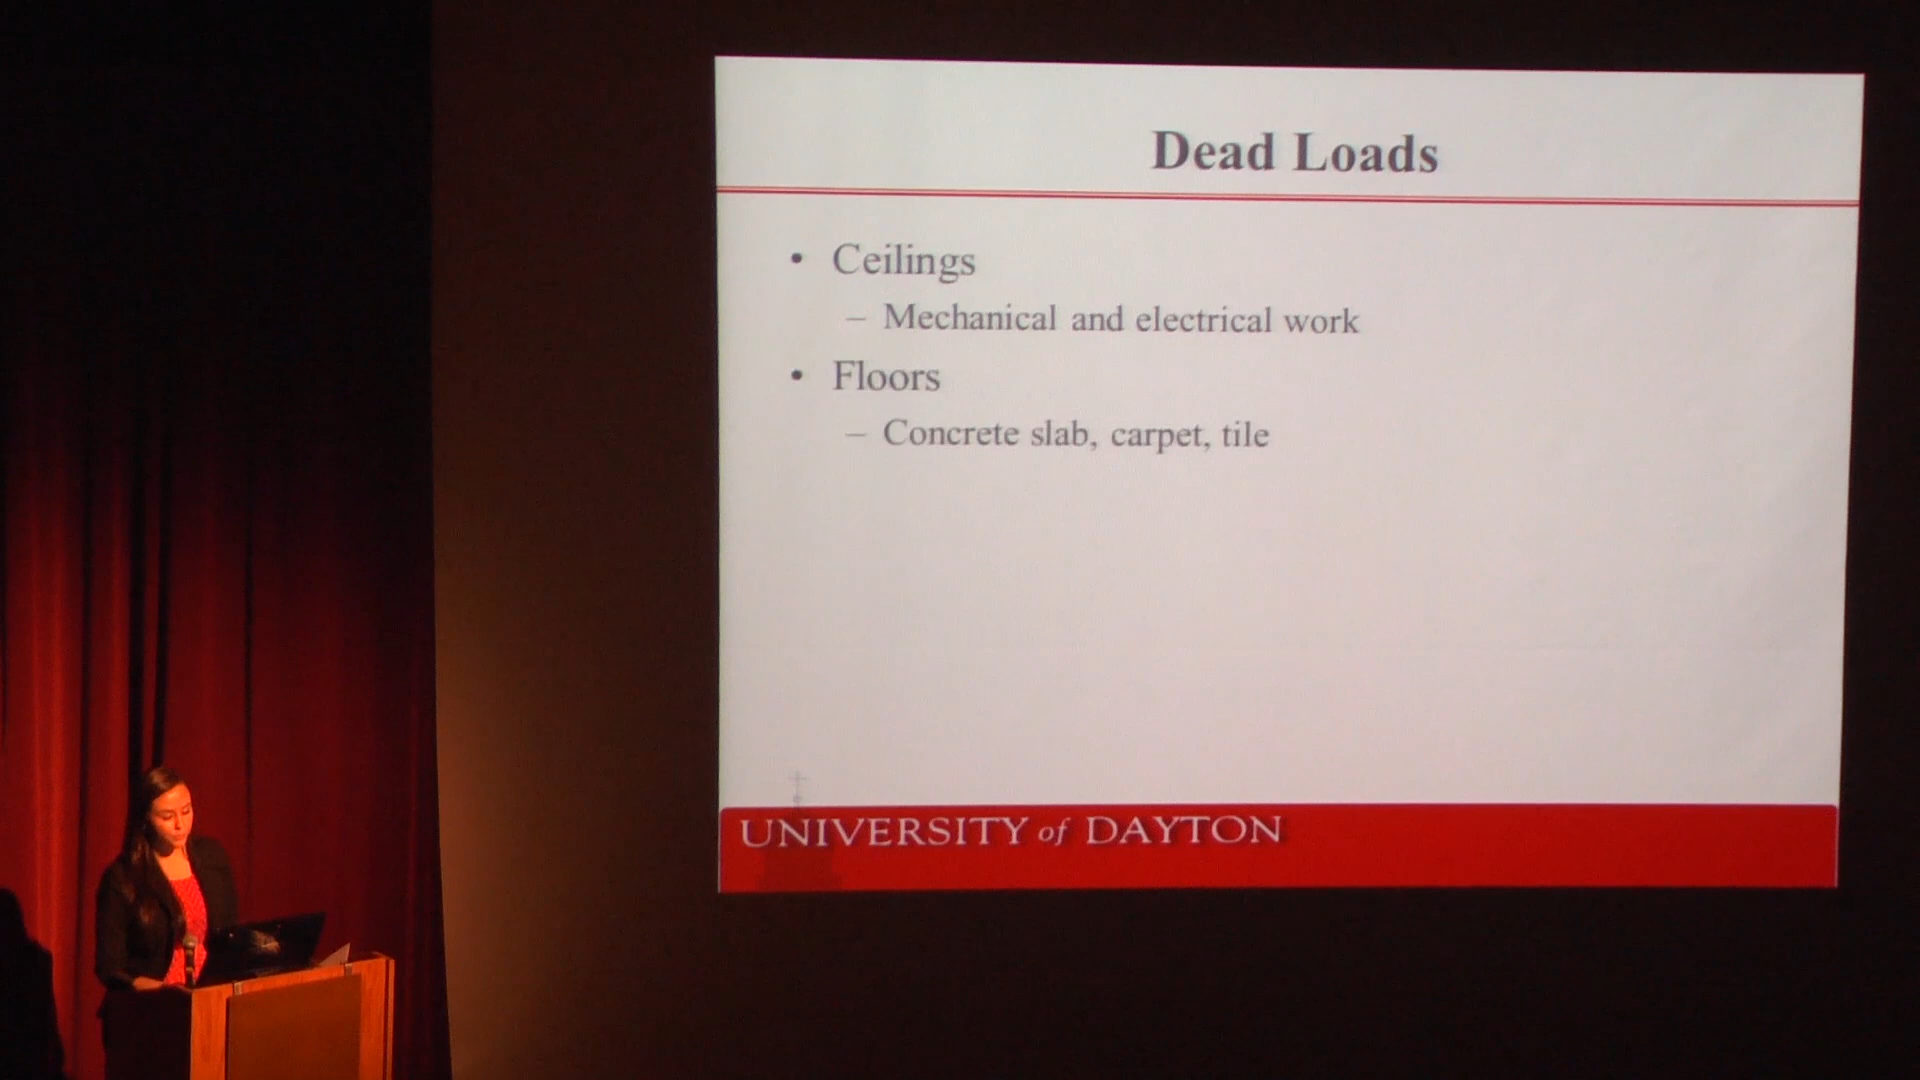 Dead Loads
• Ceilings
– Mechanical and electrical work
• Floors
– Concrete slab, carpet, tile
UNIVERSITY of DAYTON